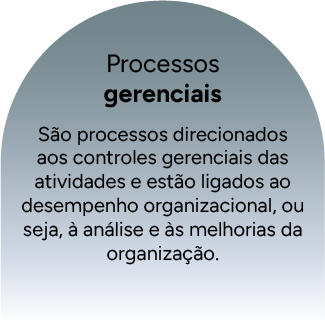 Processos
gerenciais
São processos direcionados
aos controles gerenciais das
atividades e estão ligados ao
desempenho organizacional, ou
seja, à análise e às melhorias da
organização.